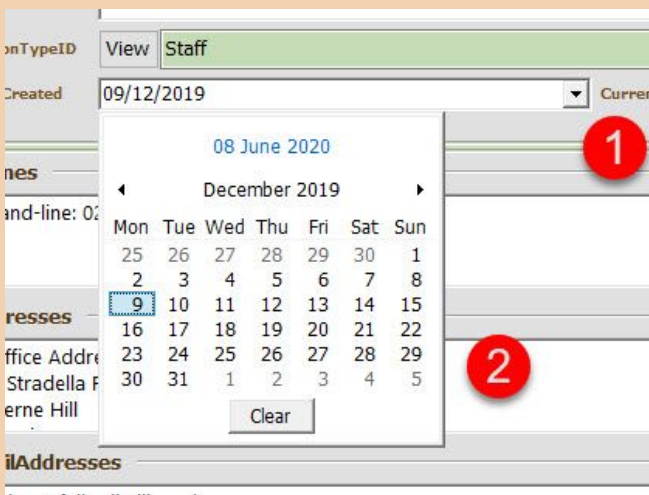 onTypeID View Staff
Created 09/12/2019 Curren
1
08 June 2020
December 2019
Mon Tue Wed Thu Fri Sat Sun
25 26 27 28 29 30 1
2 3 4 5 6 7 8
9 10 11 12 13 14 15
16 17 18 19 20 21 22
23 24 25 26 27 28 29
30 31 1 2 3 4 5
Clear
nes
and-line: 02
resses
ffice Addre
Stradella
erne Hill
2
ilAddresses